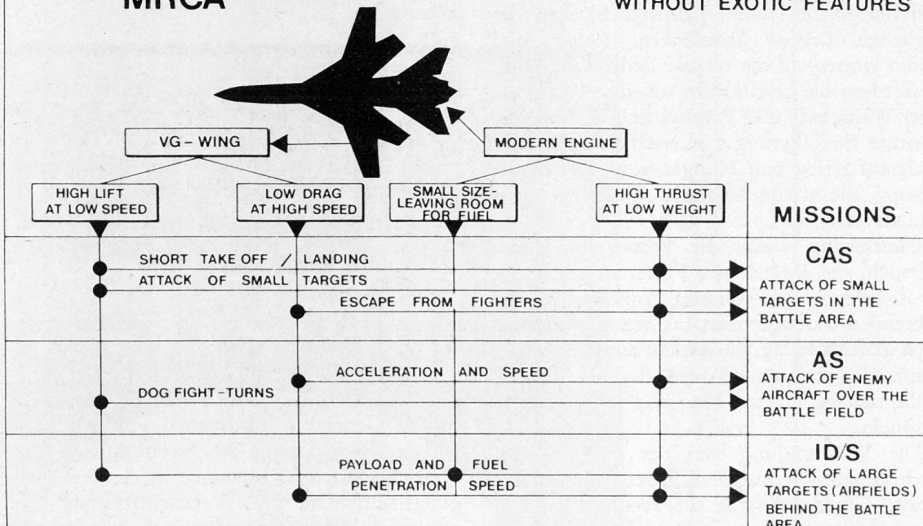 MRCA
WITHOUT EXOTIC FEATURES
VG – WING
MODERN ENGINE
HIGH LIFT
AT LOW SPEED
LOW DRAG
AT HIGH SPEED
SMALL SIZE-
LEAVING ROOM
FOR FUEL
HIGH THRUST
AT LOW WEIGHT
MISSIONS
SHORT TAKE OFF / LANDING
ATTACK OF SMALL TARGETS
ESCAPE FROM FIGHTERS
CAS
ATTACK OF SMALL
TARGETS IN THE
BATTLE AREA
ACCELERATION AND SPEED
DOG FIGHT – TURNS
AS
ATTACK OF ENEMY
AIRCRAFT OVER THE
BATTLE FIELD
PAYLOAD AND FUEL
PENETRATION SPEED
ID/S
ATTACK OF LARGE
TARGETS (AIRFIELDS)
BEHIND THE BATTLE
AREA